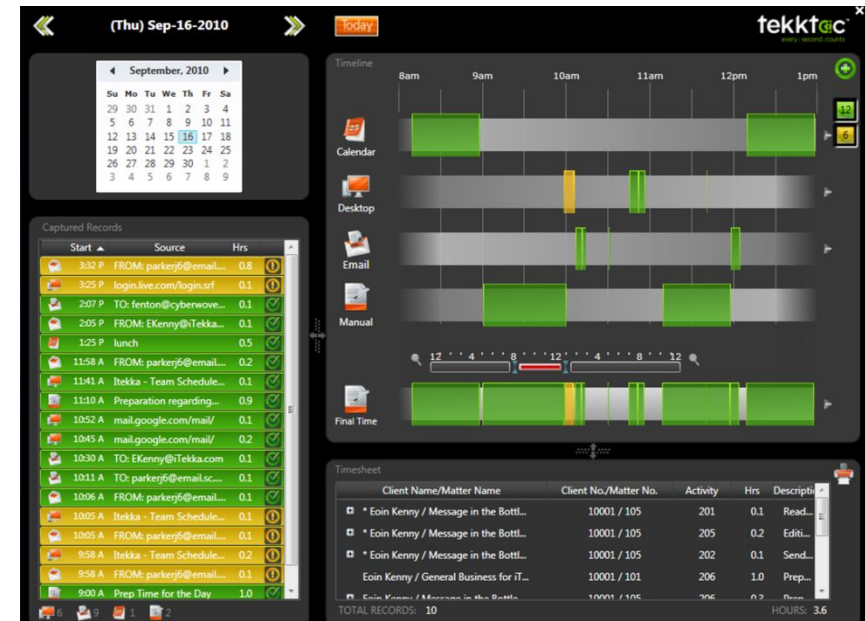 (Thu) Sep-16-2010
Today
tekktac
every second counts
September, 2010
Su Mo Tu We Th Fr Sa
29 30 31 1 2 3 4
5 6 7 8 9 10 11
12 13 14 15 16 17 18
19 20 21 22 23 24 25
26 27 28 29 30 1 2
3 4 5 6 7 8 9
Captured Records
Start Source Hrs
3:32 P FROM: parkerj6@email.... 0.8
3:25 P login.live.com/login.srf 0.1
2:07 P TO: fenton@cyberwove... 0.1
2:05 P FROM: EKenny@iTekka... 0.1
1:25 P lunch 0.5
11:58 A FROM: parkerj6@email.... 0.2
11:41 A Itekka - Team Schedule... 0.1
11:10 A Preparation regarding... 0.9
10:52 A mail.google.com/mail/ 0.1
10:45 A mail.google.com/mail/ 0.2
10:30 A TO: EKenny@iTekka.com 0.1
10:11 A TO: parkerj6@email.sc.... 0.1
10:06 A FROM: parkerj6@email.... 0.1
10:05 A Itekka - Team Schedule... 0.1
10:05 A FROM: parkerj6@email.... 0.1
9:58 A Itekka - Team Schedule... 0.2
9:58 A FROM: parkerj6@email.... 0.1
9:00 A Prep Time for the Day 1.0
6 9 1 2
Timeline
8am 9am 10am 11am 12pm 1pm
12
6
Calendar
Desktop
Email
Manual
12 4 8 12 4 8 12
Final Time
Timesheet
Client Name/Matter Name Client No./Matter No. Activity Hrs Descripti
* Eoin Kenny / Message in the Bottl... 10001 / 105 201 0.1 Read...
* Eoin Kenny / Message in the Bottl... 10001 / 105 205 0.2 Editi...
* Eoin Kenny / Message in the Bottl... 10001 / 105 202 0.1 Send...
Eoin Kenny / General Business for iT... 10001 / 101 206 1.0 Prep...
* Eoin Kenny / Message in the Bottle 10001 / 105 206 0.2 Prep
TOTAL RECORDS: 10 HOURS: 3.6